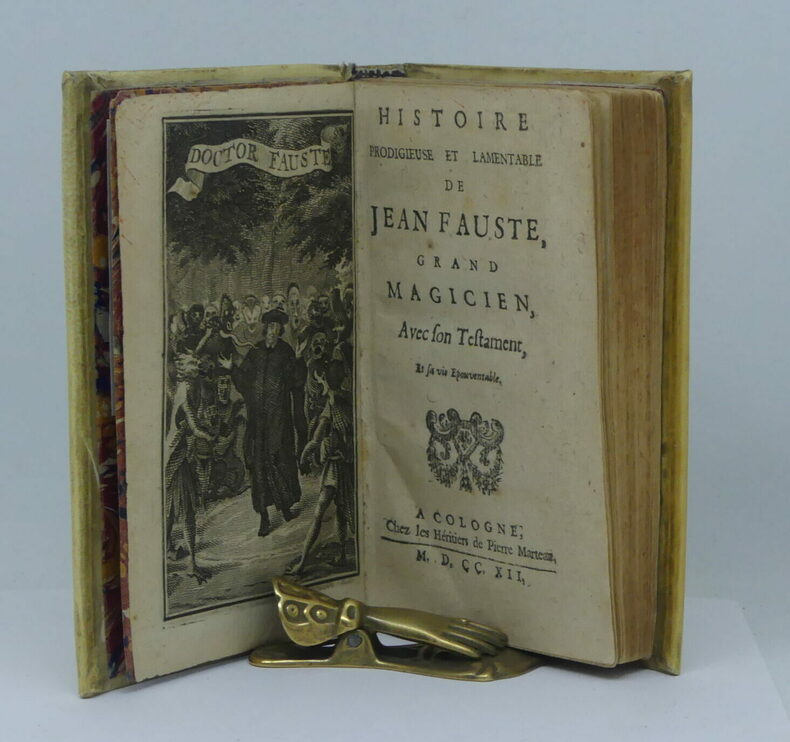 DOCTOR FAUSTE
HISTOIRE
PRODIGIEUSE ET LAMENTABLE
DE
JEAN FAUSTE,
GRAND
MAGICIEN,
Avec ſon Teſtament,
Et ſa vie Epouventable.
A COLOGNE,
Chez les Héritiers de Pierre Marteau,
M. D. CC. XII.